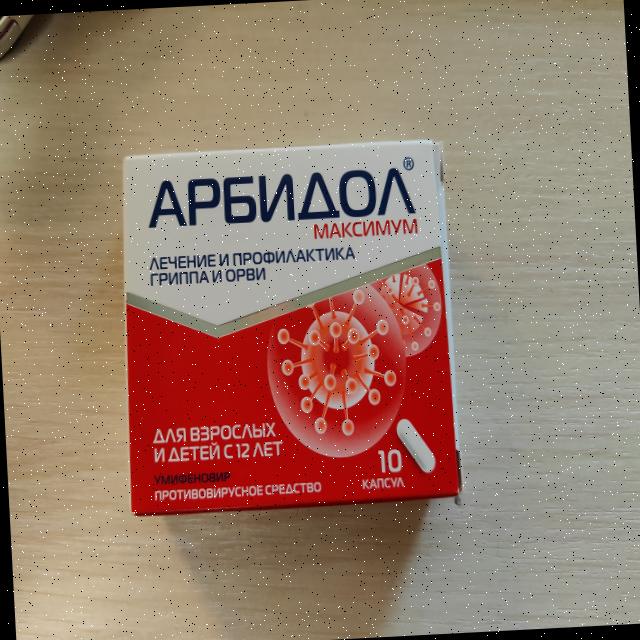 АРБИДОЛ®
МАКСИМУМ
ЛЕЧЕНИЕ И ПРОФИЛАКТИКА
ГРИППА И ОРВИ
ДЛЯ ВЗРОСЛЫХ
И ДЕТЕЙ С 12 ЛЕТ
УМИФЕНОВИР
ПРОТИВОВИРУСНОЕ СРЕДСТВО
10
КАПСУЛ